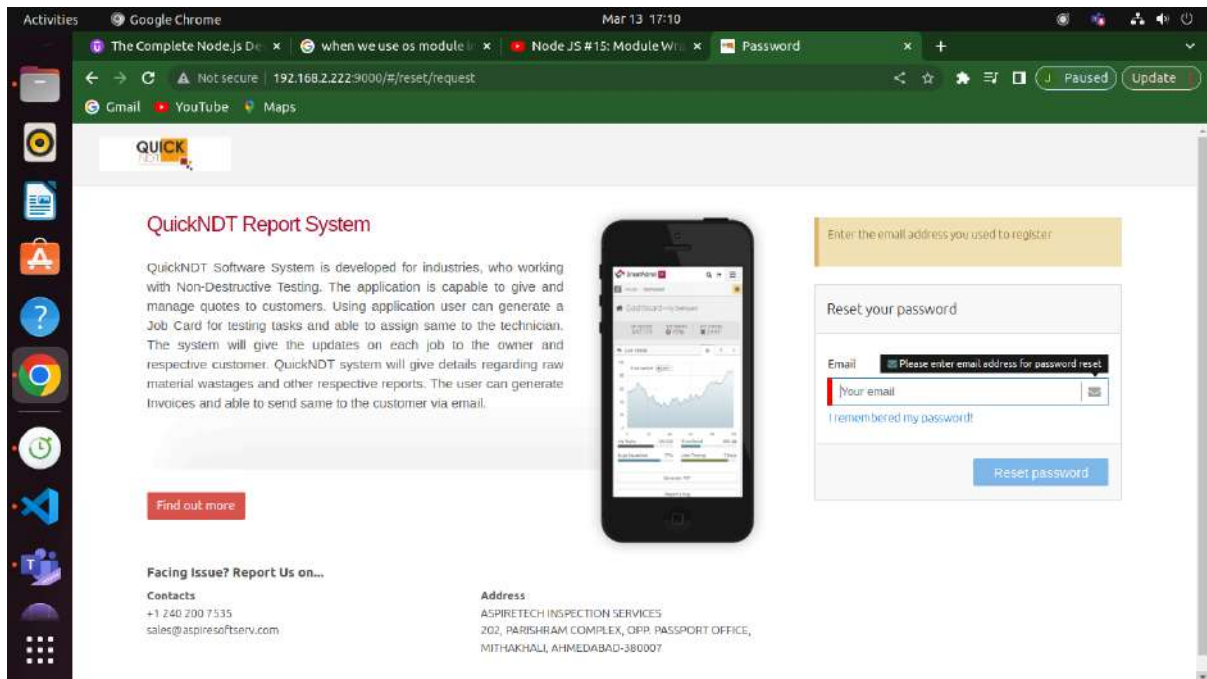 Activities
Google Chrome
Mar 13 17:10
The Complete Node.js De
when we use os module i
Node JS #15: Module Wra
Password
Not secure
192.168.2.222:9000/#/reset/request
J Paused
Update
Gmail
YouTube
Maps
QUICK
NDT
QuickNDT Report System
QuickNDT Software System is developed for industries, who working
with Non-Destructive Testing. The application is capable to give and
manage quotes to customers. Using application user can generate a
Job Card for testing tasks and able to assign same to the technician.
The system will give the updates on each job to the owner and
respective customer. QuickNDT system will give details regarding raw
material wastages and other respective reports. The user can generate
Invoices and able to send same to the customer via email.
Find out more
Dashboard
Enter the email address you used to register
Reset your password
Email
Please enter email address for password reset
Your email
I remembered my password!
Reset password
Facing Issue? Report Us on...
Contacts
+1 240 200 7535
sales@aspiresoftserv.com
Address
ASPIRETECH INSPECTION SERVICES
202, PARISHRAM COMPLEX, OPP. PASSPORT OFFICE,
MITHAKHALI, AHMEDABAD-380007